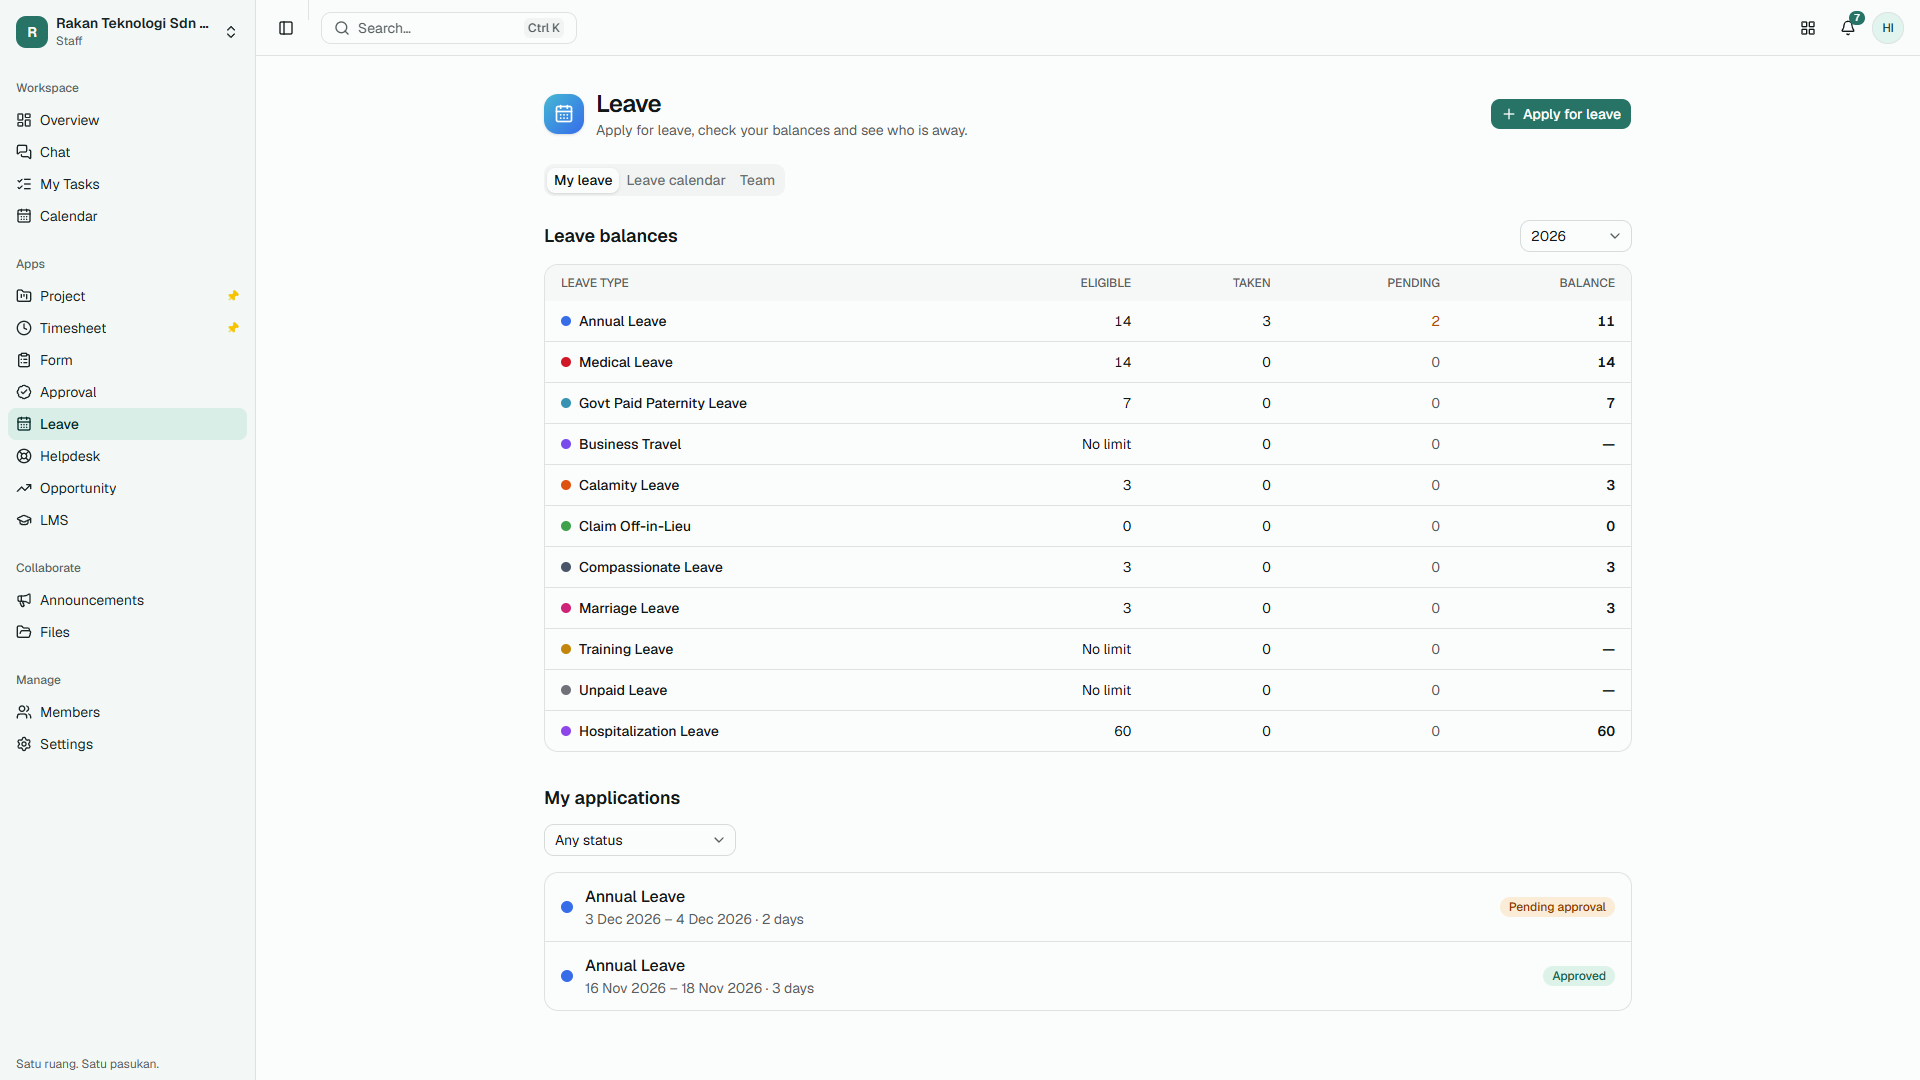 R
Rakan Teknologi Sdn ...
Staff
Search...
Ctrl K
7
HI
Workspace
Overview
Chat
My Tasks
Calendar
Apps
Project
Timesheet
Form
Approval
Leave
Helpdesk
Opportunity
LMS
Collaborate
Announcements
Files
Manage
Members
Settings
Satu ruang. Satu pasukan.
Leave
Apply for leave, check your balances and see who is away.
Apply for leave
My leave Leave calendar Team
Leave balances
2026
LEAVE TYPE ELIGIBLE TAKEN PENDING BALANCE
Annual Leave 14 3 2 11
Medical Leave 14 0 0 14
Govt Paid Paternity Leave 7 0 0 7
Business Travel No limit 0 0 —
Calamity Leave 3 0 0 3
Claim Off-in-Lieu 0 0 0 0
Compassionate Leave 3 0 0 3
Marriage Leave 3 0 0 3
Training Leave No limit 0 0 —
Unpaid Leave No limit 0 0 —
Hospitalization Leave 60 0 0 60
My applications
Any status
Annual Leave
3 Dec 2026 – 4 Dec 2026 · 2 days
Pending approval
Annual Leave
16 Nov 2026 – 18 Nov 2026 · 3 days
Approved